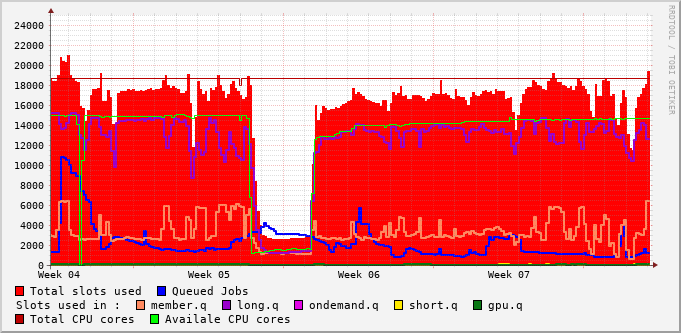 24000
22000
20000
18000
16000
14000
12000
10000
8000
6000
4000
2000
0
Week 04 Week 05 Week 06 Week 07
Total slots used Queued Jobs
Slots used in : member.q long.q ondemand.q short.q gpu.q
Total CPU cores Availale CPU cores
RRDTOOL / TOBI OETIKER